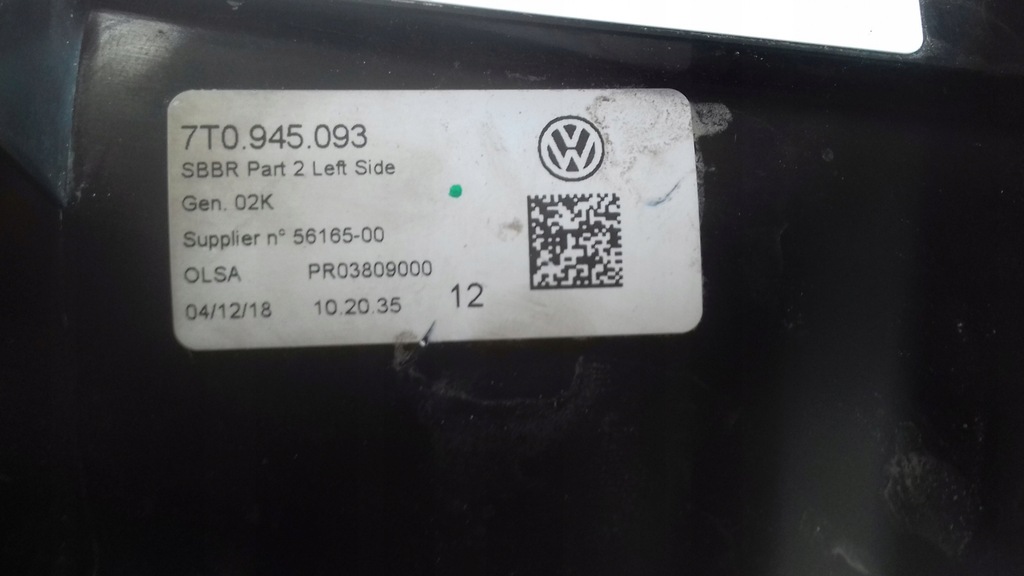 7T0.945.093
SBBR Part 2 Left Side
Gen. 02K
Supplier n° 56165-00
OLSA PR03809000
04/12/18 10.20.35 12
VW